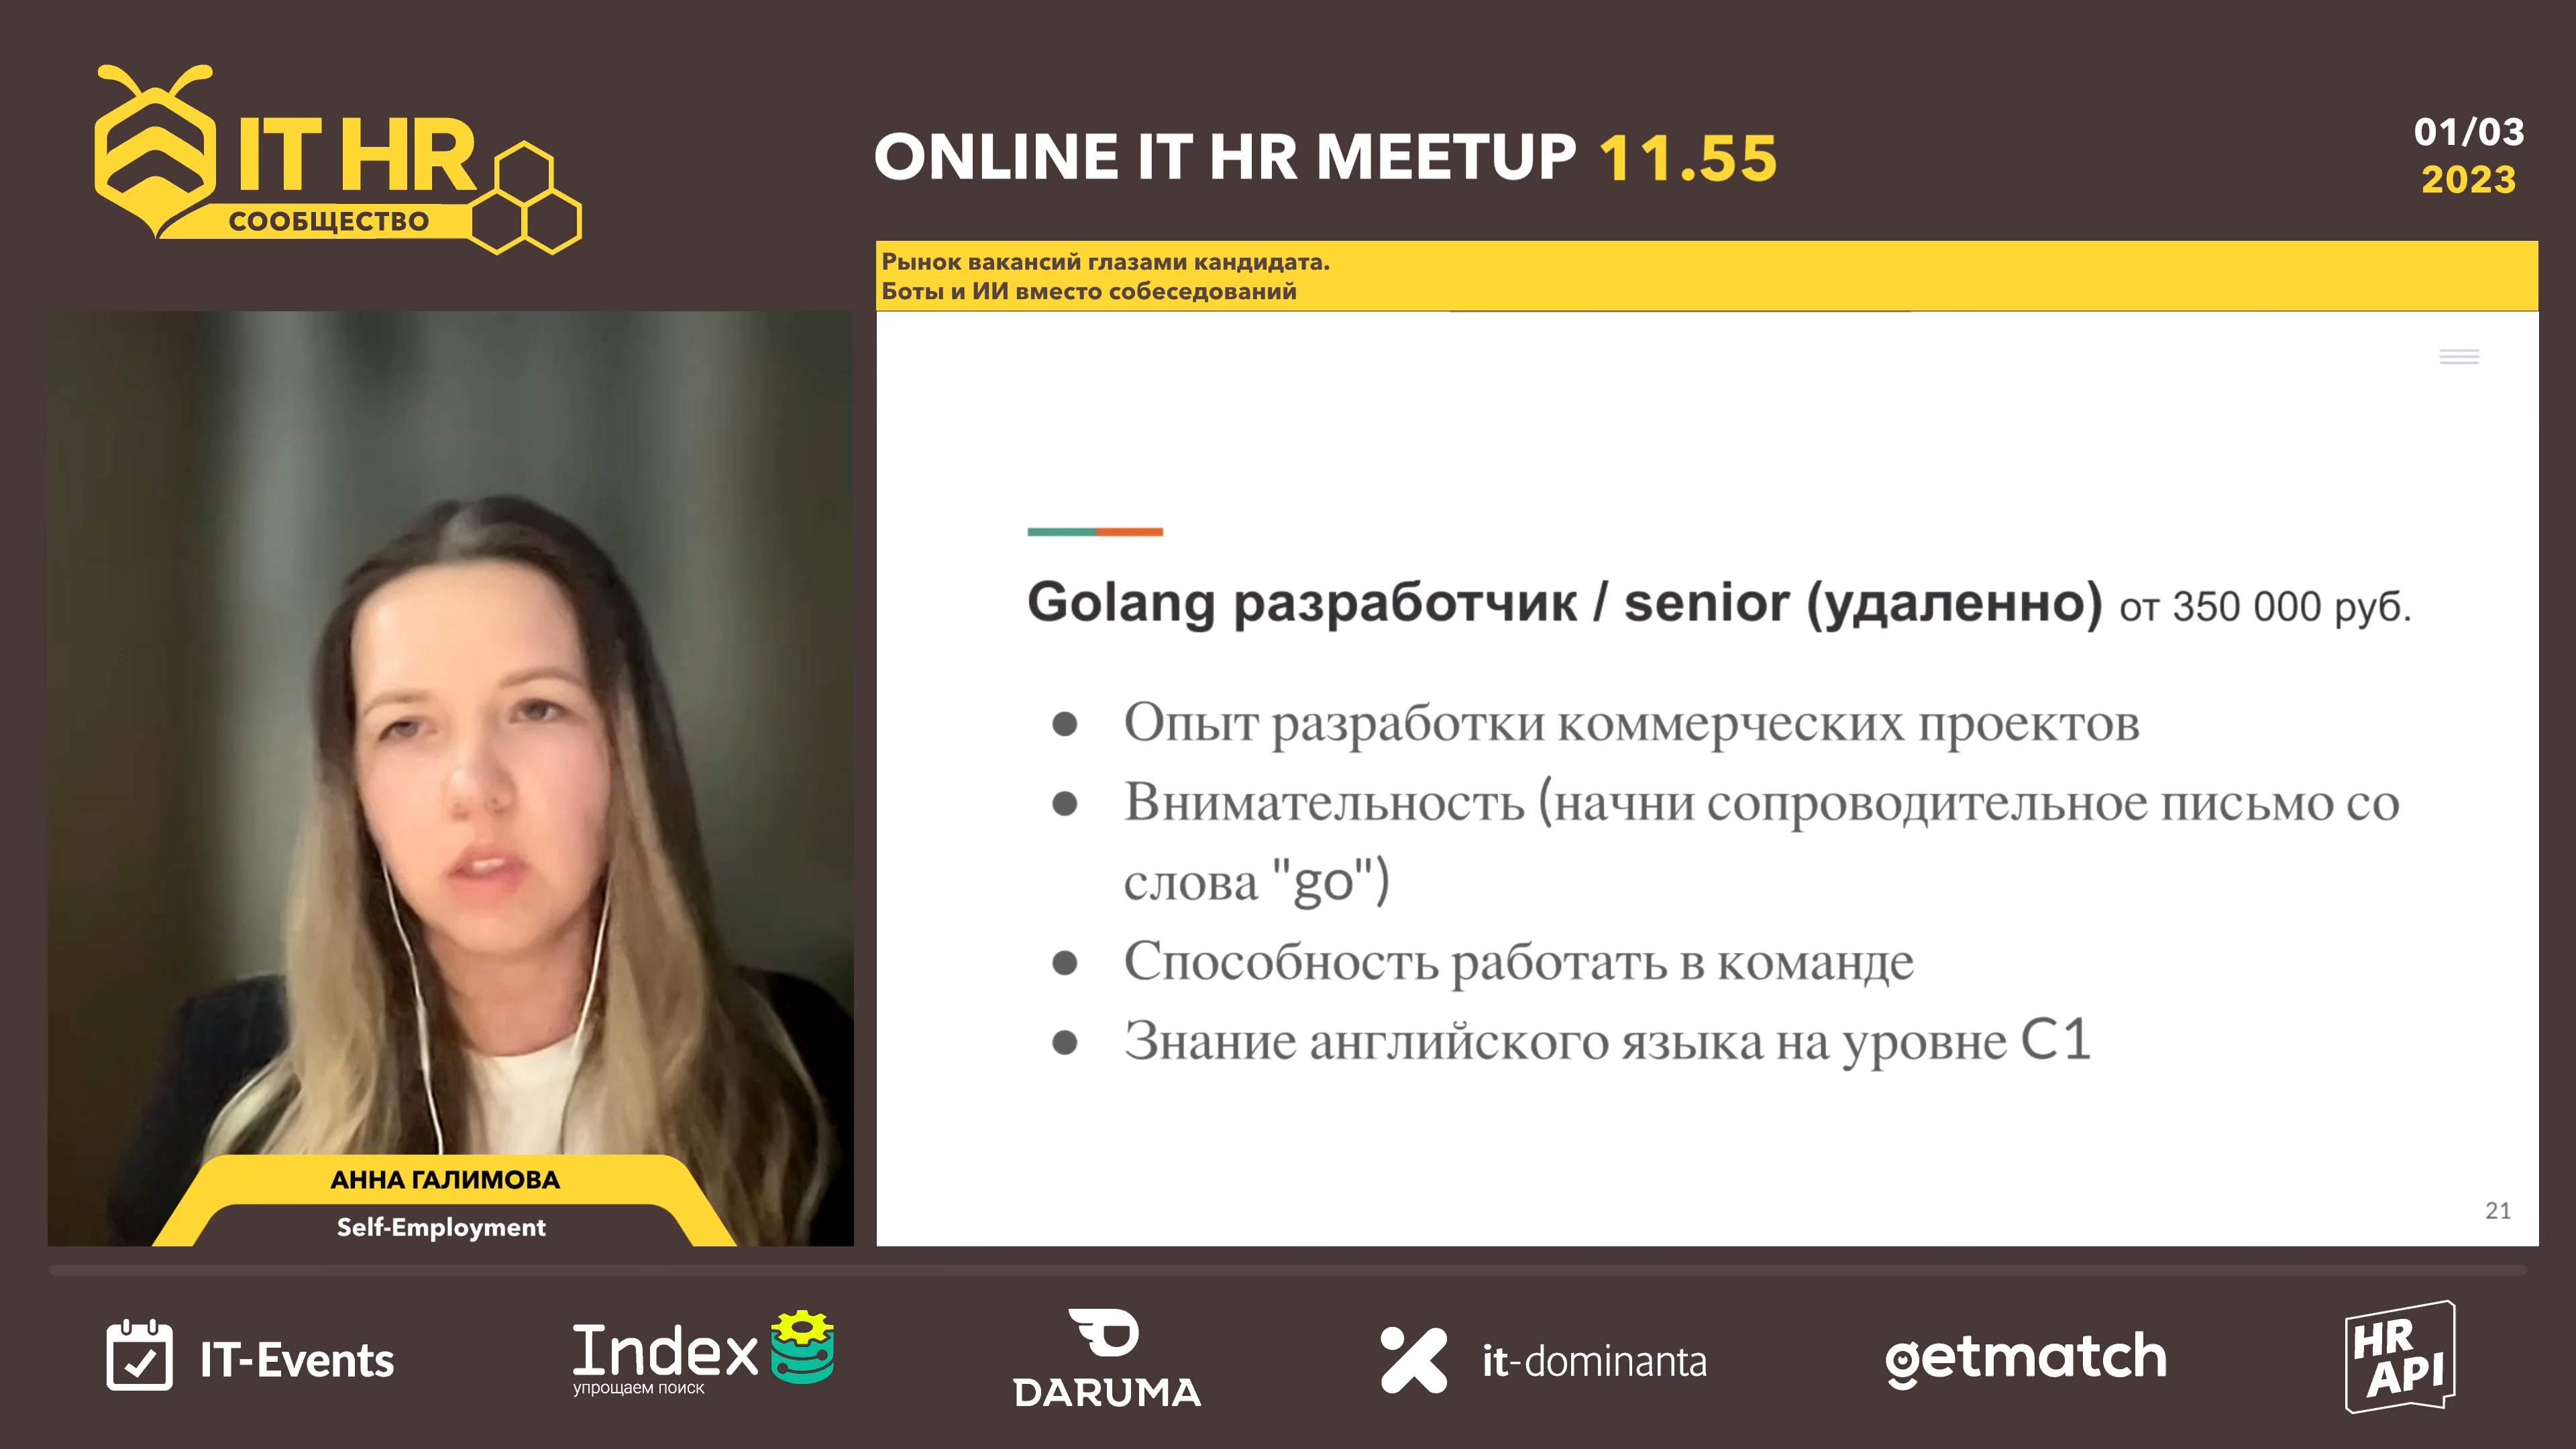 IT HR
СООБЩЕСТВО
ONLINE IT HR MEETUP 11.55
01/03
2023
Рынок вакансий глазами кандидата.
Боты и ИИ вместо собеседований
Golang разработчик / senior (удаленно) от 350 000 руб.
● Опыт разработки коммерческих проектов
● Внимательность (начни сопроводительное письмо со
слова "go")
● Способность работать в команде
● Знание английского языка на уровне C1
21
АННА ГАЛИМОВА
Self-Employment
IT-Events
Index
упрощаем поиск
DARUMA
it-dominanta
getmatch
HR
API